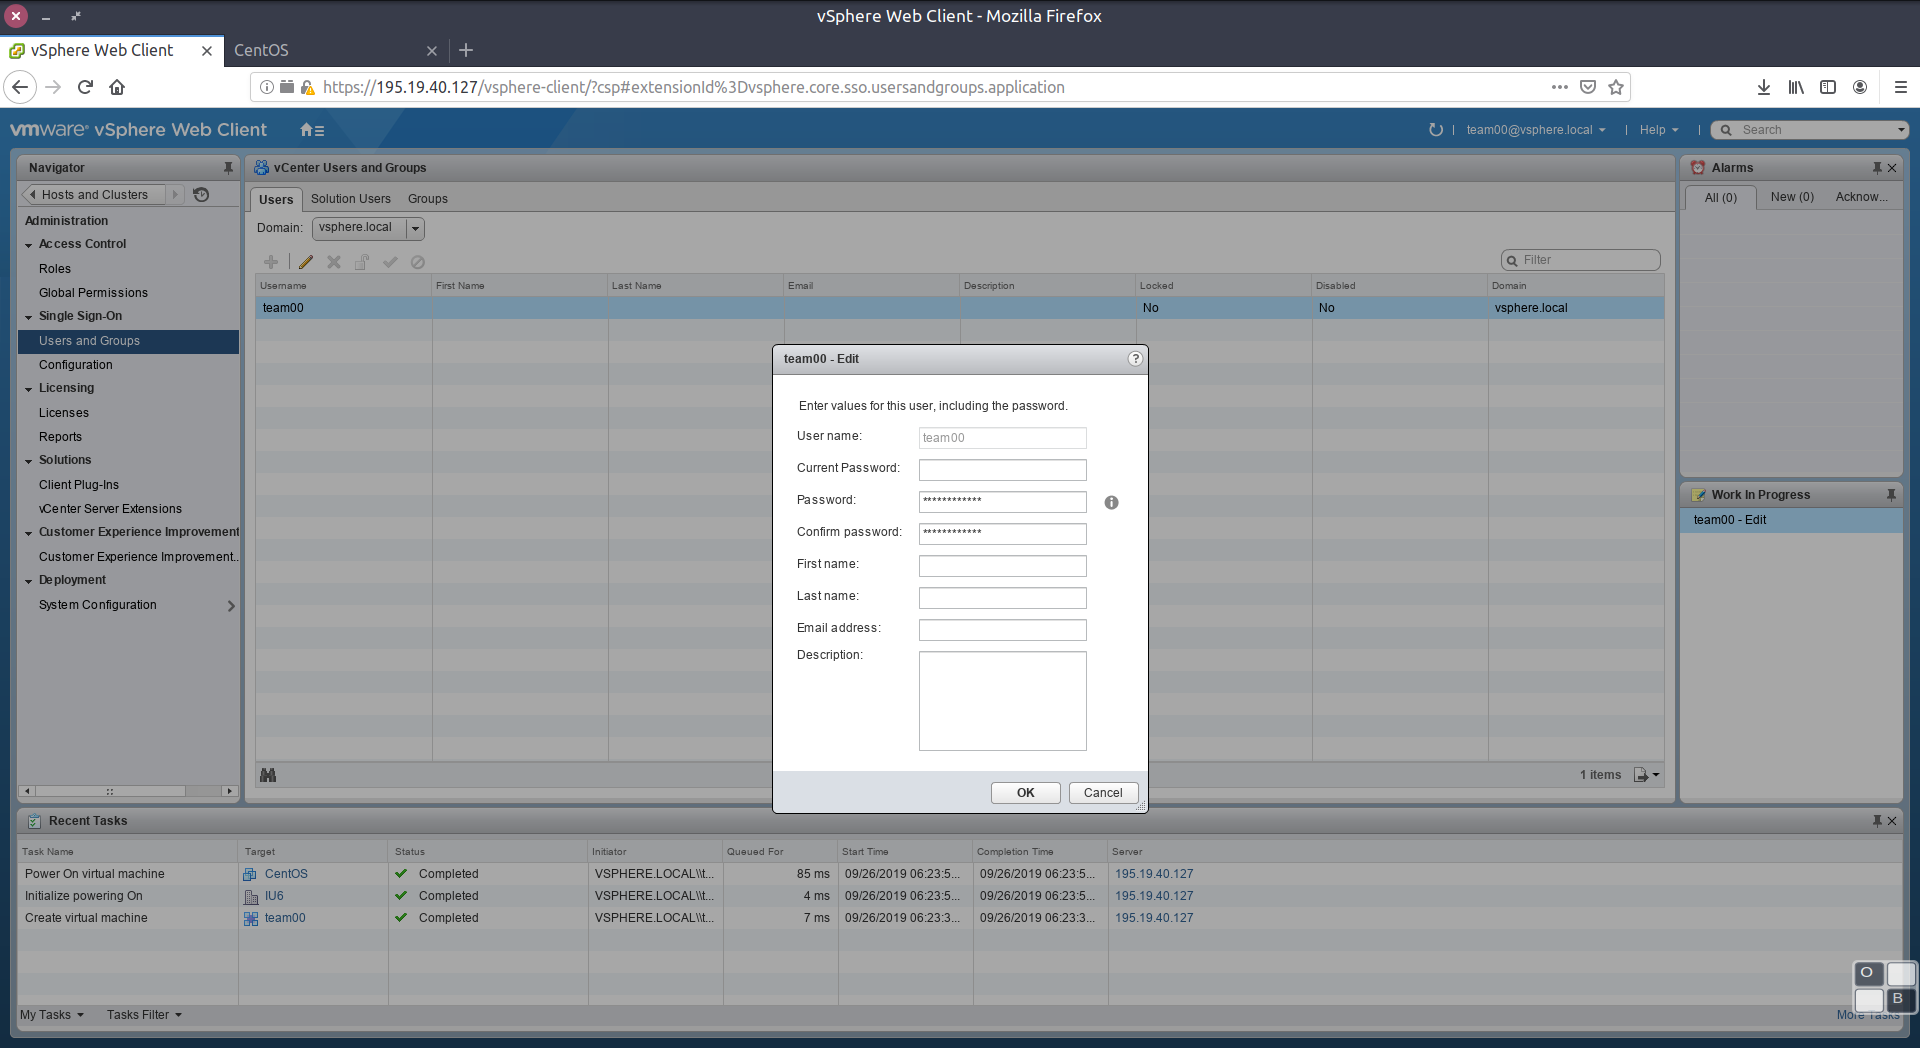 vSphere Web Client - Mozilla Firefox
vSphere Web Client
CentOS
https://195.19.40.127/vsphere-client/?csp#extensionId%3Dvsphere.core.sso.usersandgroups.application
vmware® vSphere Web Client
team00@vsphere.local
Help
Search
Navigator
Hosts and Clusters
Administration
Access Control
Roles
Global Permissions
Single Sign-On
Users and Groups
Configuration
Licensing
Licenses
Reports
Solutions
Client Plug-Ins
vCenter Server Extensions
Customer Experience Improvement
Customer Experience Improvement...
Deployment
System Configuration
vCenter Users and Groups
Users Solution Users Groups
Domain: vsphere.local
Filter
Username First Name Last Name Email Description Locked Disabled Domain
team00 No No vsphere.local
1 items
team00 - Edit
?
Enter values for this user, including the password.
User name: team00
Current Password:
Password: ************
Confirm password: ************
First name:
Last name:
Email address:
Description:
OK Cancel
Alarms
All (0) New (0) Acknow...
Work In Progress
team00 - Edit
Recent Tasks
Task Name Target Status Initiator Queued For Start Time Completion Time Server
Power On virtual machine CentOS Completed VSPHERE.LOCAL\\t... 85 ms 09/26/2019 06:23:5... 09/26/2019 06:23:5... 195.19.40.127
Initialize powering On IU6 Completed VSPHERE.LOCAL\\t... 4 ms 09/26/2019 06:23:5... 09/26/2019 06:23:5... 195.19.40.127
Create virtual machine team00 Completed VSPHERE.LOCAL\\t... 7 ms 09/26/2019 06:23:3... 09/26/2019 06:23:3... 195.19.40.127
My Tasks Tasks Filter More Tasks
O
B